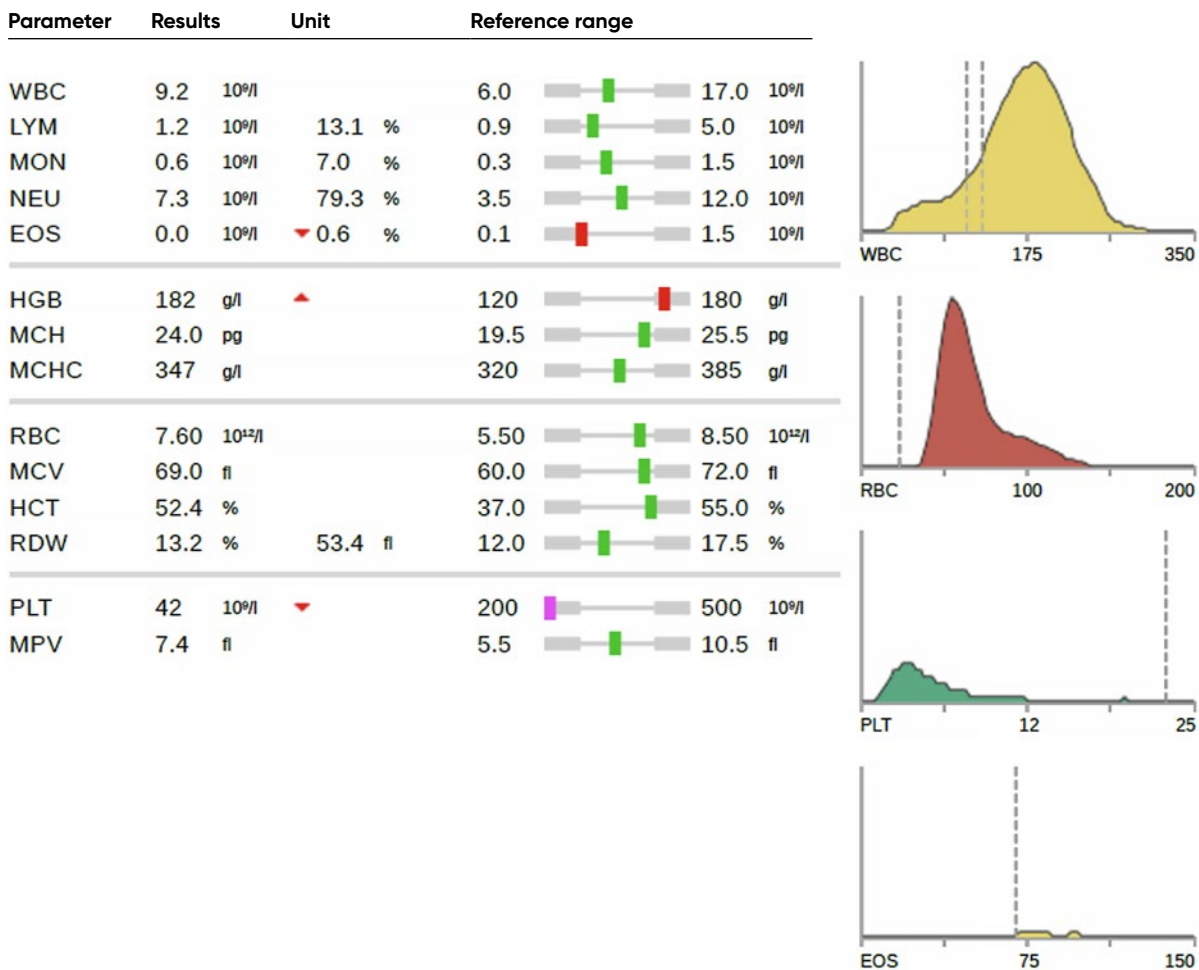 Parameter Results Unit Reference range
WBC 9.2 10⁹/l 6.0 17.0 10⁹/l
LYM 1.2 10⁹/l 13.1 % 0.9 5.0 10⁹/l
MON 0.6 10⁹/l 7.0 % 0.3 1.5 10⁹/l
NEU 7.3 10⁹/l 79.3 % 3.5 12.0 10⁹/l
EOS 0.0 10⁹/l 0.6 % 0.1 1.5 10⁹/l
HGB 182 g/l 120 180 g/l
MCH 24.0 pg 19.5 25.5 pg
MCHC 347 g/l 320 385 g/l
RBC 7.60 10¹²/l 5.50 8.50 10¹²/l
MCV 69.0 fl 60.0 72.0 fl
HCT 52.4 % 37.0 55.0 %
RDW 13.2 % 53.4 fl 12.0 17.5 %
PLT 42 10⁹/l 200 500 10⁹/l
MPV 7.4 fl 5.5 10.5 fl
WBC 175 350
RBC 100 200
PLT 12 25
EOS 75 150